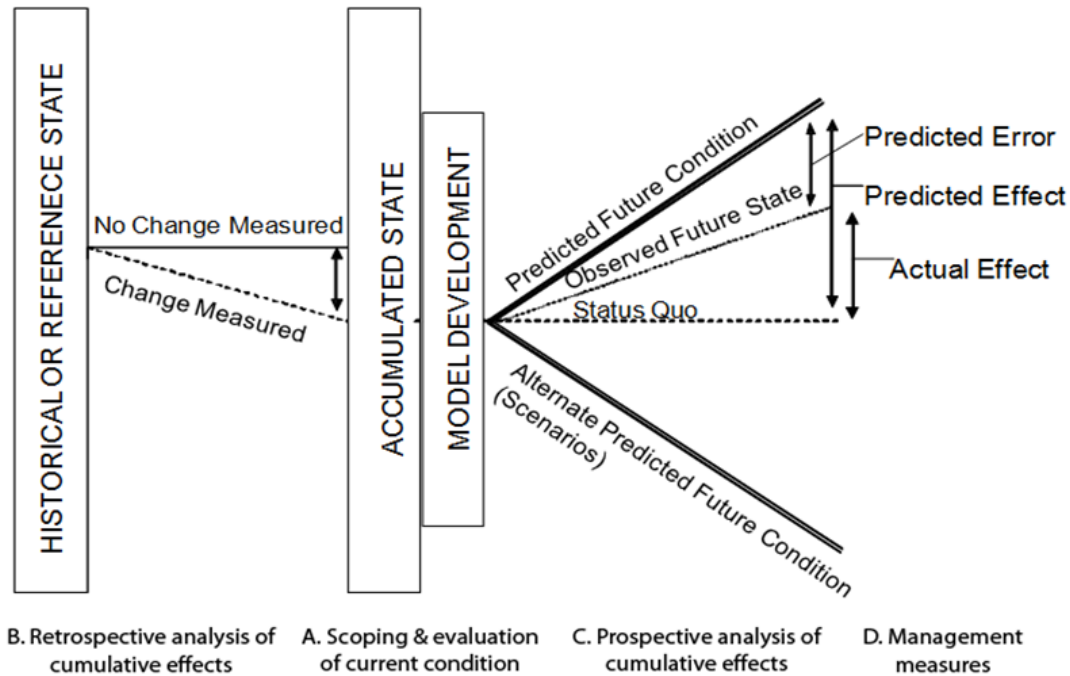 HISTORICAL OR REFERENECE STATE
No Change Measured
Change Measured
ACCUMULATED STATE
MODEL DEVELOPMENT
Predicted Future Condition
Observed Future State
Status Quo
Alternate Predicted Future Condition
(Scenarios)
Predicted Error
Predicted Effect
Actual Effect
B. Retrospective analysis of
cumulative effects
A. Scoping & evaluation
of current condition
C. Prospective analysis of
cumulative effects
D. Management
measures